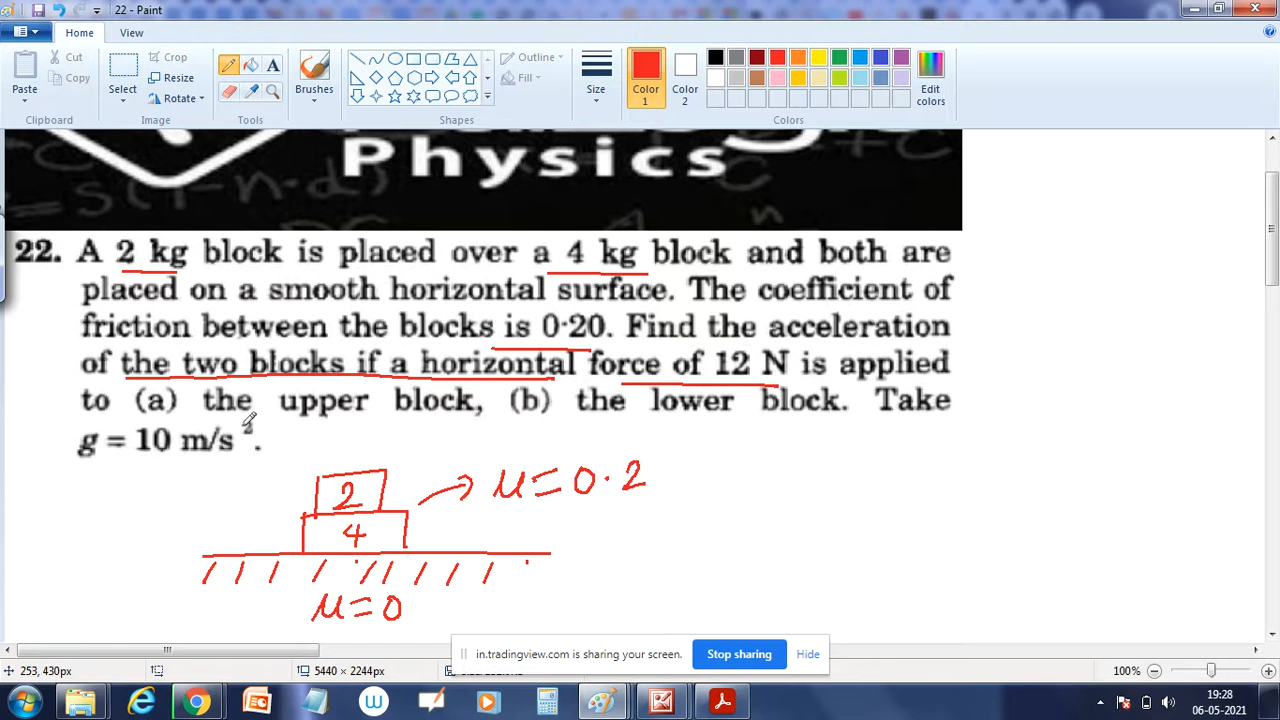 22 - Paint
Home View
Paste
Cut
Copy
Clipboard
Select
Crop
Resize
Rotate
Image
A
Tools
Brushes
Shapes
Outline
Fill
Size
Color 1
Color 2
Edit colors
Colors
Physics
22. A 2 kg block is placed over a 4 kg block and both are
placed on a smooth horizontal surface. The coefficient of
friction between the blocks is 0·20. Find the acceleration
of the two blocks if a horizontal force of 12 N is applied
to (a) the upper block, (b) the lower block. Take
g = 10 m/s 2.
2
4
μ=0·2
μ=0
in.tradingview.com is sharing your screen. Stop sharing Hide
253, 430px
5440 × 2244px
100%
19:28
06-05-2021